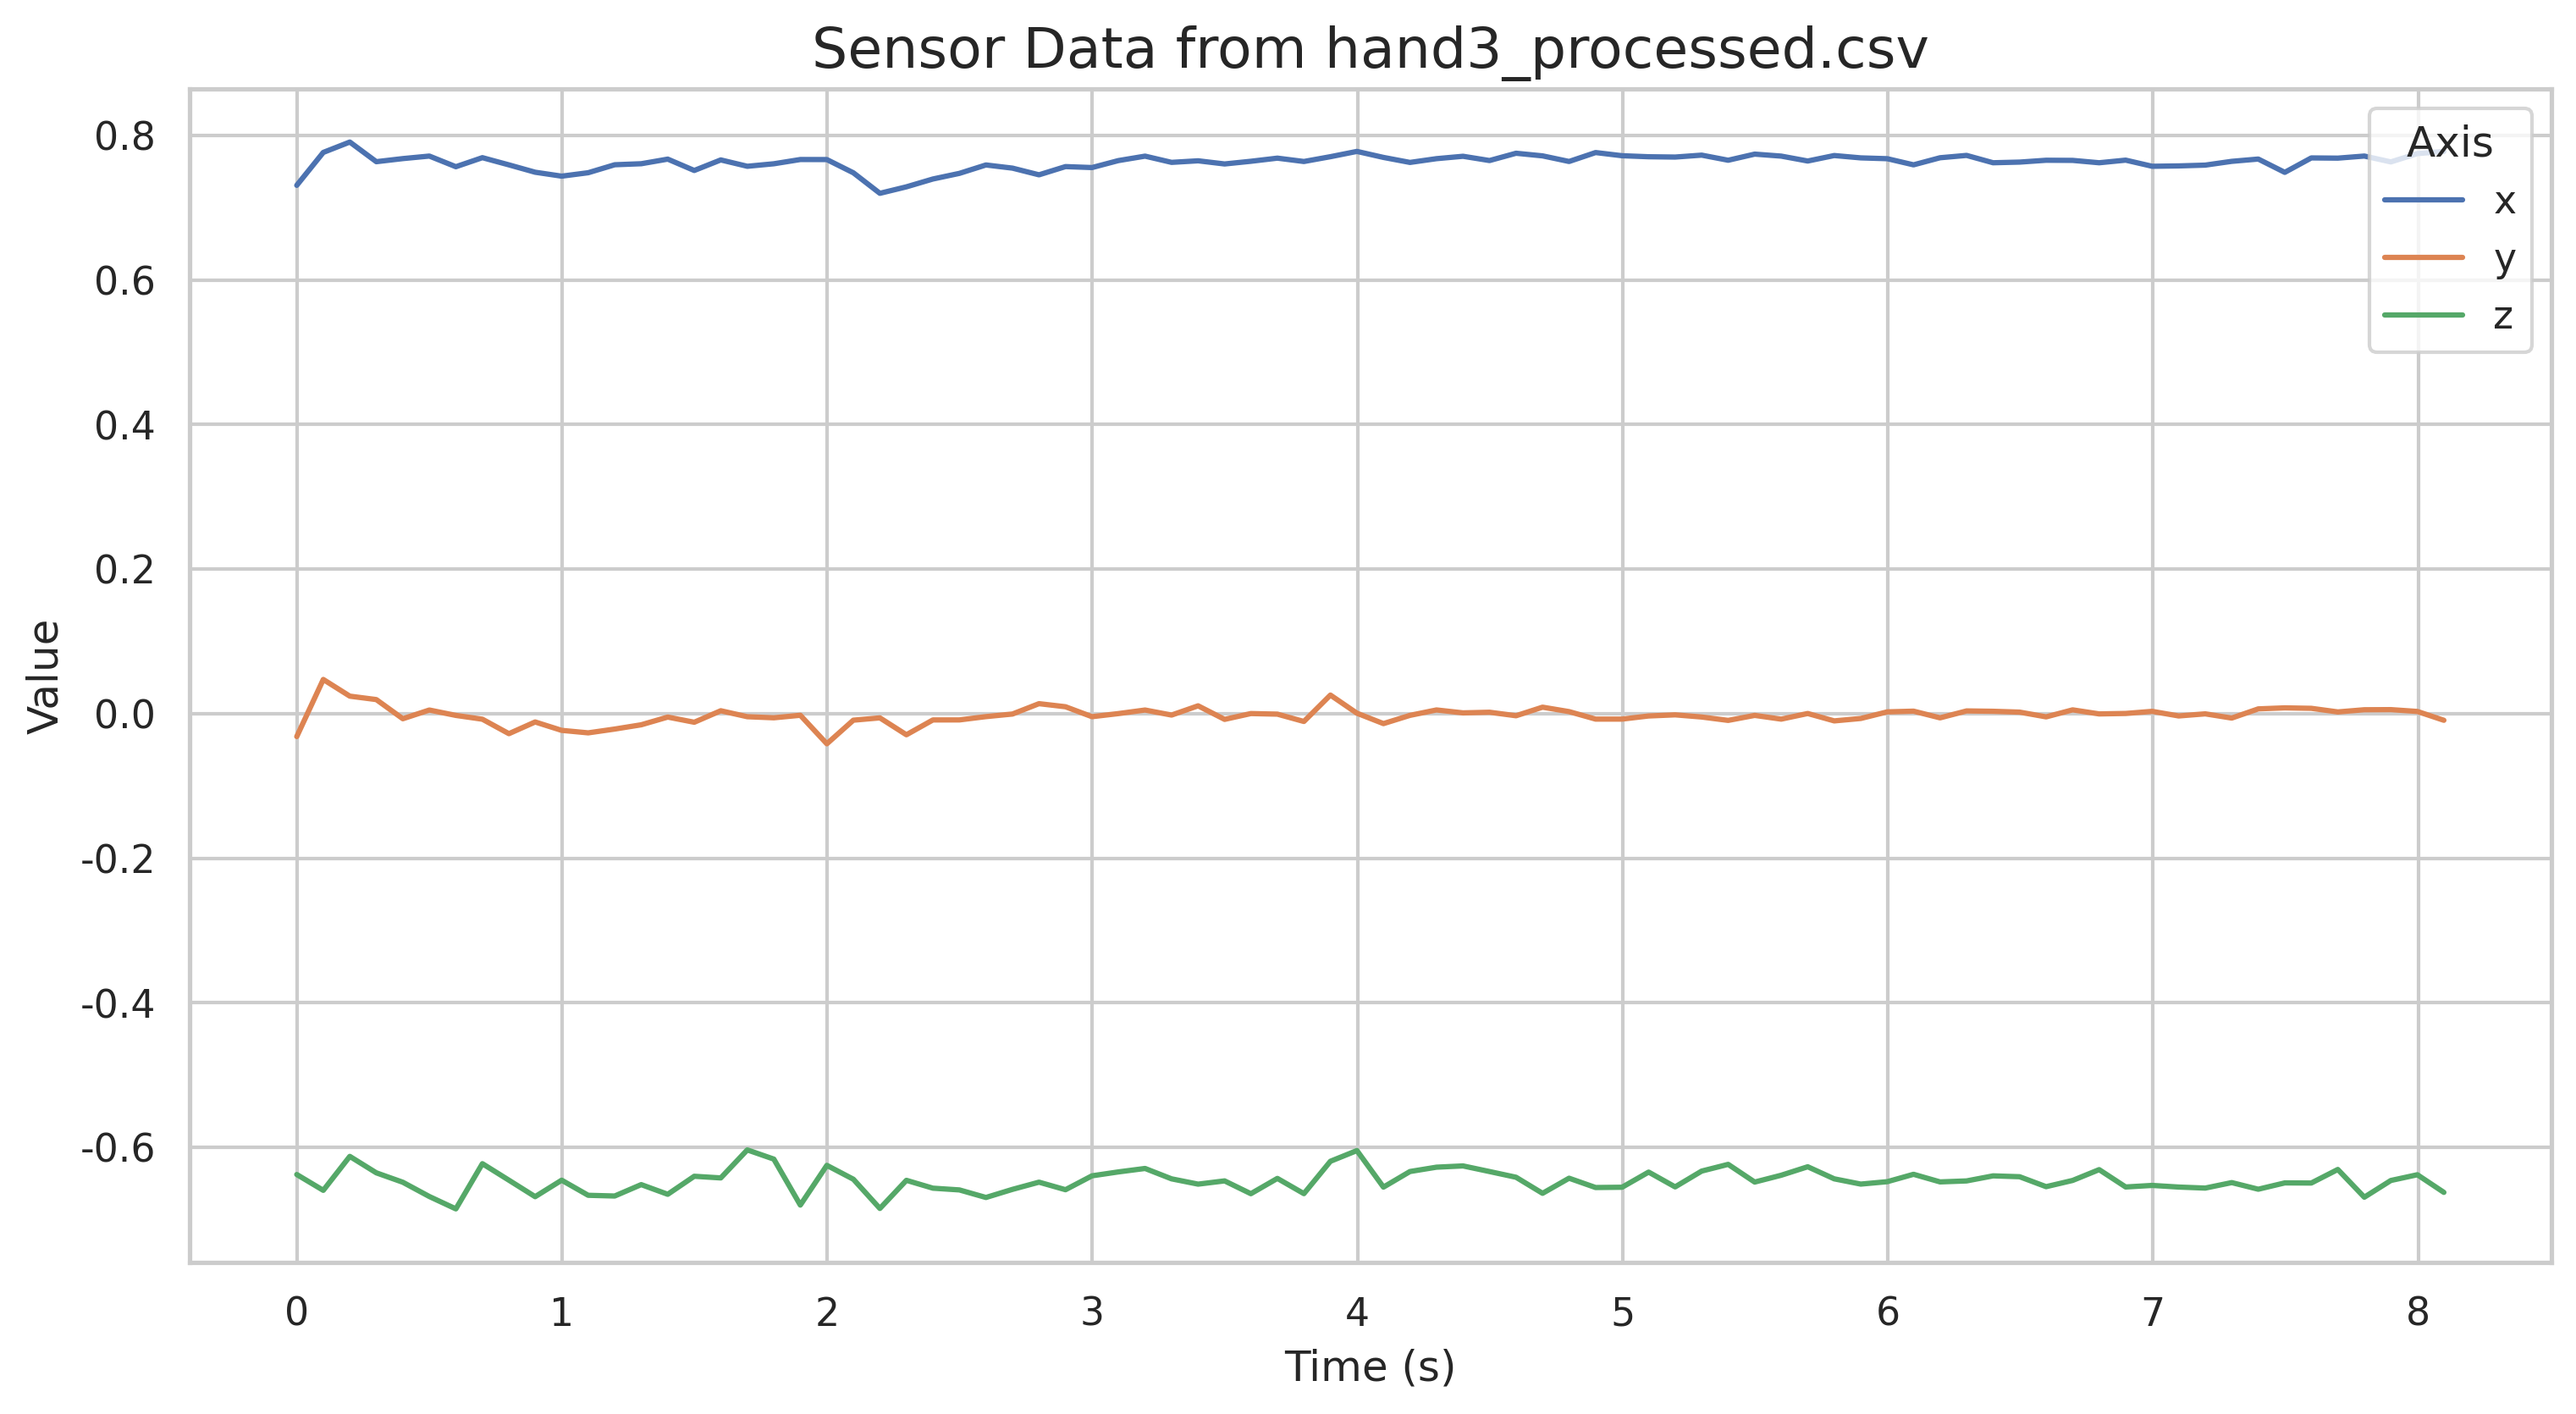 Sensor Data from hand3_processed.csv
Axis
x
y
z
Value
0.8
0.6
0.4
0.2
0.0
-0.2
-0.4
-0.6
0 1 2 3 4 5 6 7 8
Time (s)